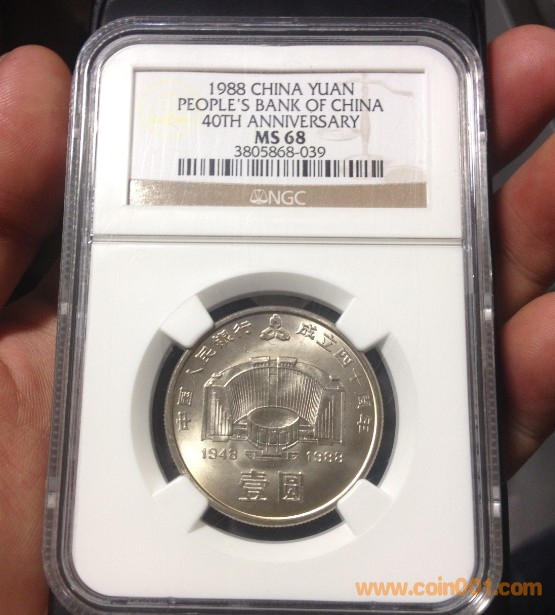 1988 CHINA YUAN
PEOPLE'S BANK OF CHINA
40TH ANNIVERSARY
MS 68
3805868-039
NGC
中国人民银行 成立四十周年
1948 1988
壹圆
www.coin001.com